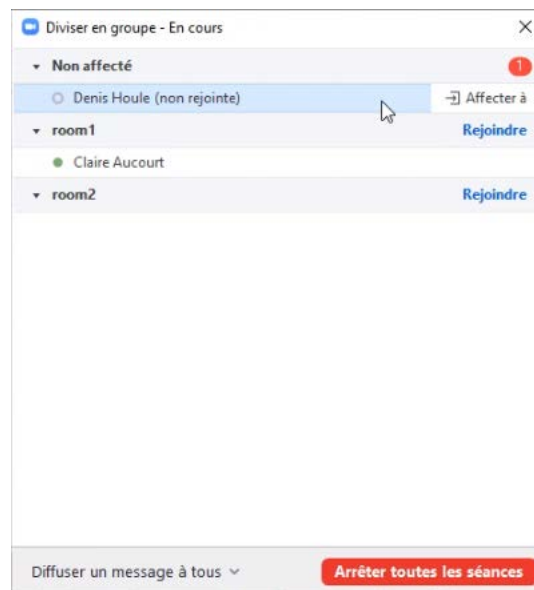 Diviser en groupe - En cours
Non affecté 1
Denis Houle (non rejointe) Affecter à
room1 Rejoindre
Claire Aucourt
room2 Rejoindre
Diffuser un message à tous Arrêter toutes les séances